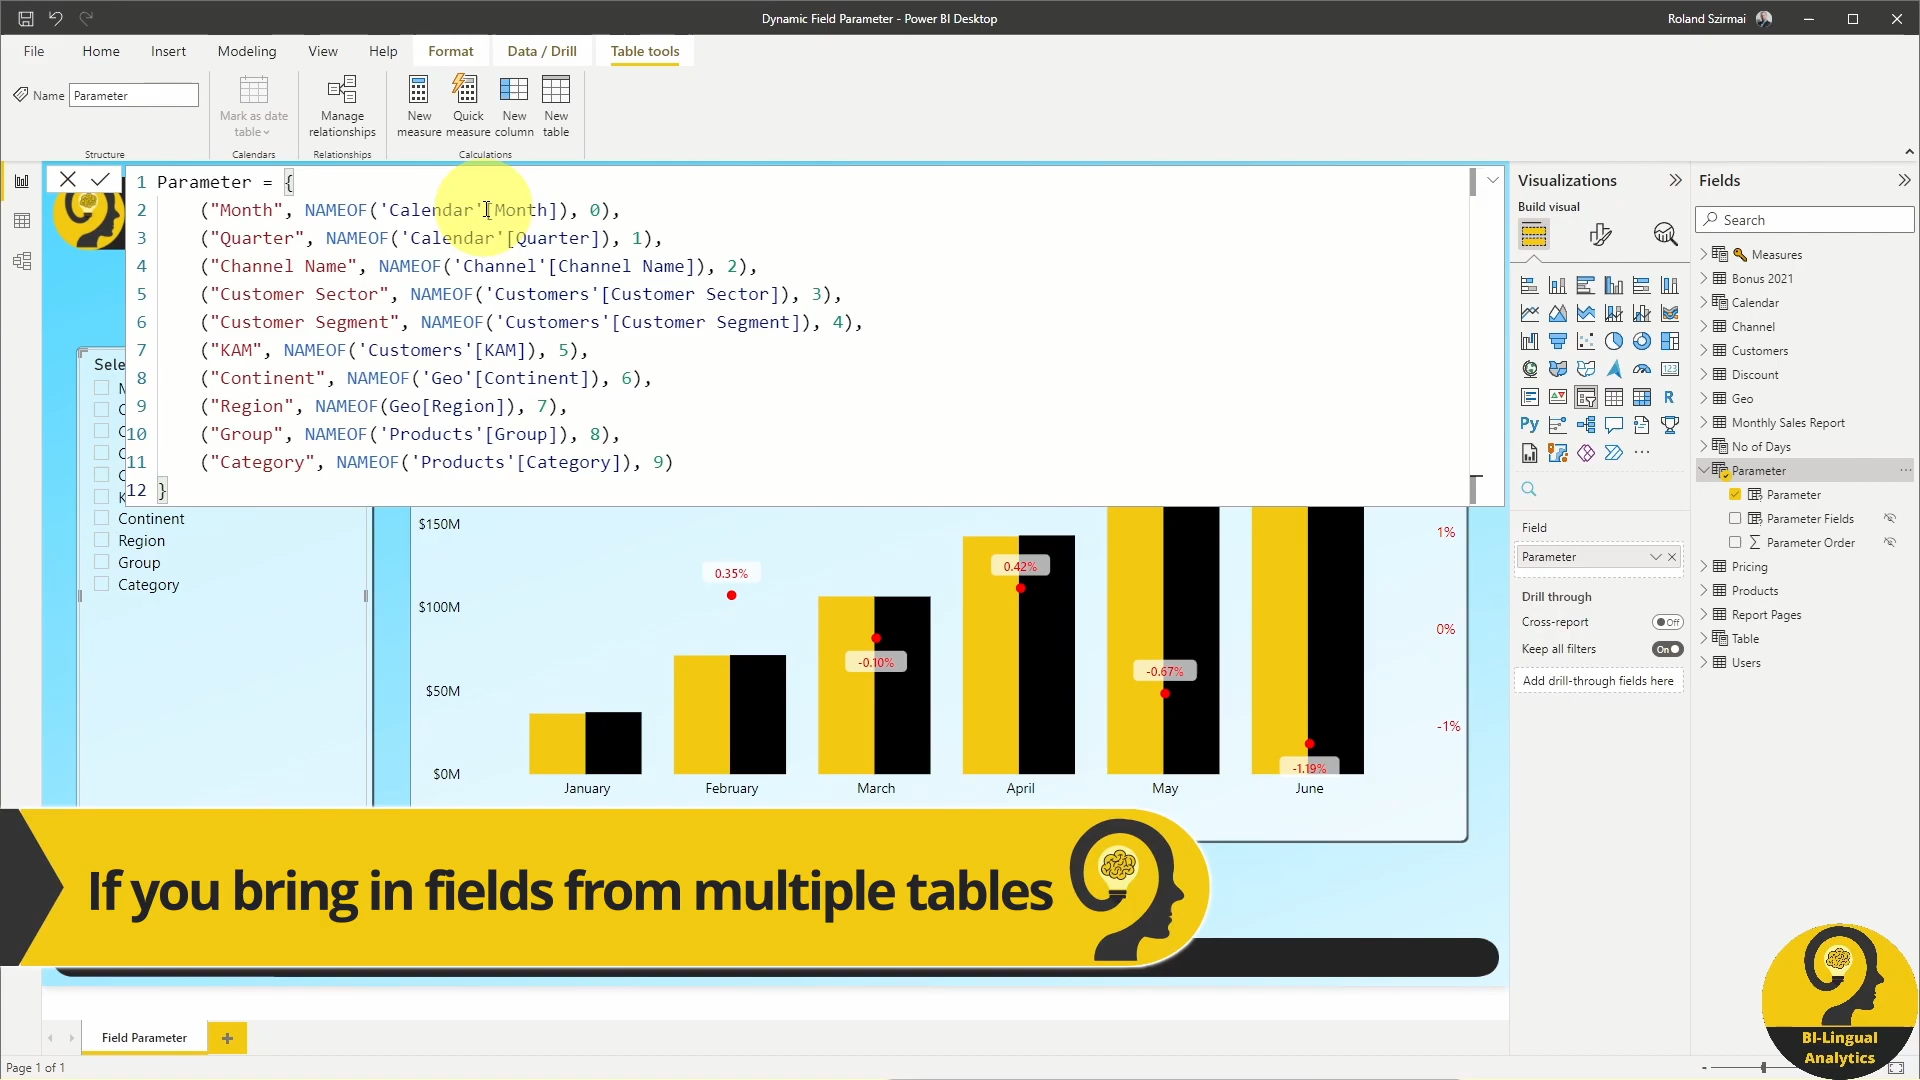 Dynamic Field Parameter - Power BI Desktop
Roland Szirmai
File
Home
Insert
Modeling
View
Help
Format
Data / Drill
Table tools
Name
Parameter
Mark as date
table
Manage
relationships
New
measure
Quick
measure
New
column
New
table
Structure
Calendars
Relationships
Calculations
1 Parameter = {
2 ("Month", NAMEOF('Calendar'[Month]), 0),
3 ("Quarter", NAMEOF('Calendar'[Quarter]), 1),
4 ("Channel Name", NAMEOF('Channel'[Channel Name]), 2),
5 ("Customer Sector", NAMEOF('Customers'[Customer Sector]), 3),
6 ("Customer Segment", NAMEOF('Customers'[Customer Segment]), 4),
7 ("KAM", NAMEOF('Customers'[KAM]), 5),
8 ("Continent", NAMEOF('Geo'[Continent]), 6),
9 ("Region", NAMEOF(Geo[Region]), 7),
10 ("Group", NAMEOF('Products'[Group]), 8),
11 ("Category", NAMEOF('Products'[Category]), 9)
12 }
Sele
Continent
Region
Group
Category
$150M
$100M
$50M
$0M
0.35%
-0.10%
0.42%
-0.67%
-1.19%
1%
0%
-1%
January
February
March
April
May
June
If you bring in fields from multiple tables
Field Parameter
Page 1 of 1
Visualizations
Build visual
123
R
Py
Field
Parameter
Drill through
Cross-report
Off
Keep all filters
On
Add drill-through fields here
Fields
Search
Measures
Bonus 2021
Calendar
Channel
Customers
Discount
Geo
Monthly Sales Report
No of Days
Parameter
Parameter
Parameter Fields
Parameter Order
Pricing
Products
Report Pages
Table
Users
BI-Lingual
Analytics